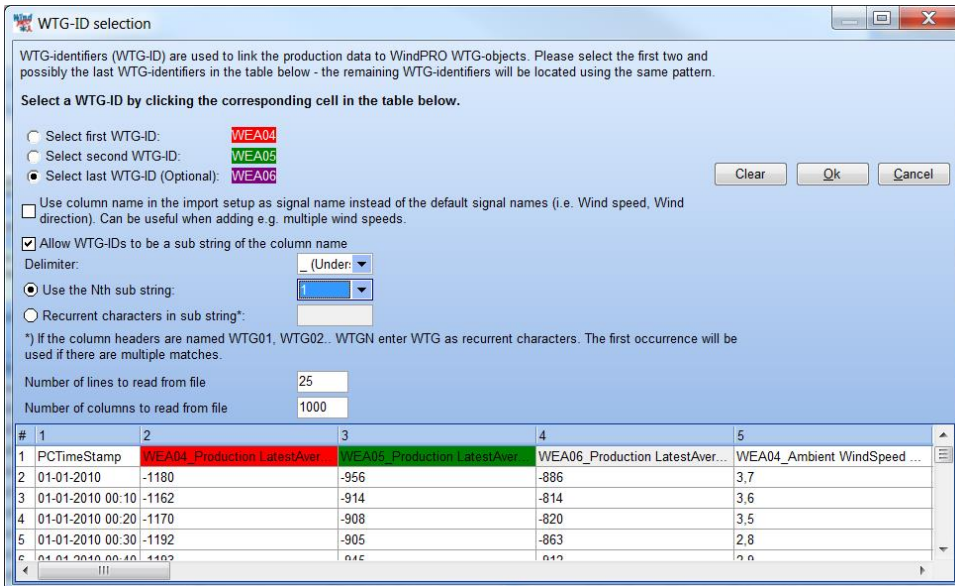 WTG-ID selection
WTG-identifiers (WTG-ID) are used to link the production data to WindPRO WTG-objects. Please select the first two and
possibly the last WTG-identifiers in the table below - the remaining WTG-identifiers will be located using the same pattern.
Select a WTG-ID by clicking the corresponding cell in the table below.
Select first WTG-ID: WEA04
Select second WTG-ID: WEA05
Select last WTG-ID (Optional): WEA06
Clear Ok Cancel
Use column name in the import setup as signal name instead of the default signal names (i.e. Wind speed, Wind
direction). Can be useful when adding e.g. multiple wind speeds.
Allow WTG-IDs to be a sub string of the column name
Delimiter: _ (Under:
Use the Nth sub string: 1
Recurrent characters in sub string*:
*) If the column headers are named WTG01, WTG02.. WTGN enter WTG as recurrent characters. The first occurrence will be
used if there are multiple matches.
Number of lines to read from file 25
Number of columns to read from file 1000
# 1 2 3 4 5
1 PCTimeStamp WEA04_Production LatestAver... WEA05_Production LatestAver... WEA06_Production LatestAver... WEA04_Ambient WindSpeed ...
2 01-01-2010 -1180 -956 -886 3,7
3 01-01-2010 00:10 -1162 -914 -814 3,6
4 01-01-2010 00:20 -1170 -908 -820 3,5
5 01-01-2010 00:30 -1192 -905 -863 2,8
6 01-01-2010 00:40 -1193 -945 -912 2,9